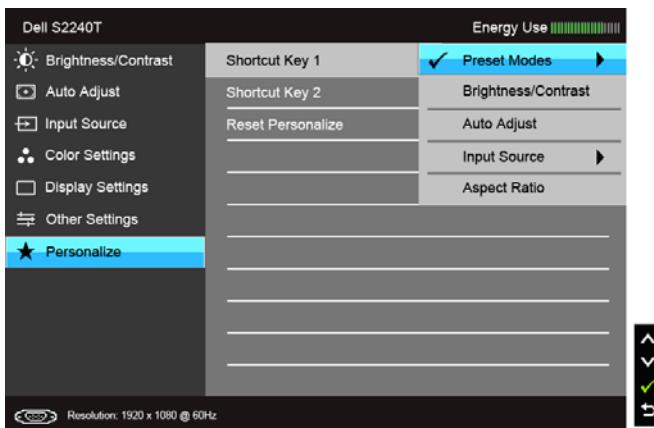 Dell S2240T
Energy Use
Brightness/Contrast
Auto Adjust
Input Source
Color Settings
Display Settings
Other Settings
Personalize
Shortcut Key 1
Shortcut Key 2
Reset Personalize
Preset Modes
Brightness/Contrast
Auto Adjust
Input Source
Aspect Ratio
Resolution: 1920 x 1080 @ 60Hz